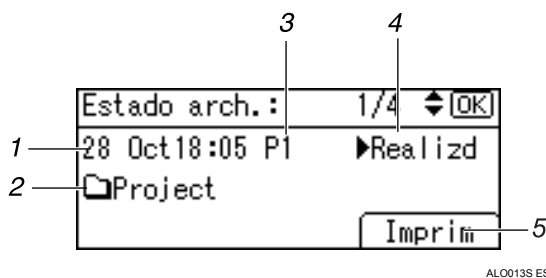 3 4
Estado arch.: 1/4 OK
1 28 Oct18:05 P1 Realizd
2 Project
Imprim 5
ALO013S ES